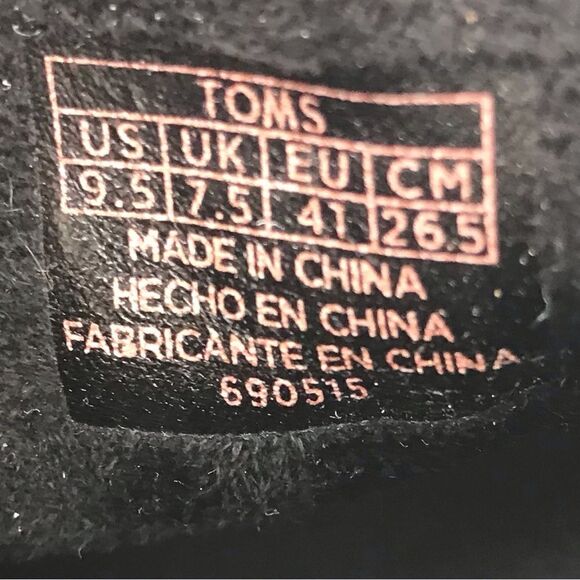 TOMS
US UK EU CM
9.5 7.5 41 26.5
MADE IN CHINA
HECHO EN CHINA
FABRICANTE EN CHINA
690515